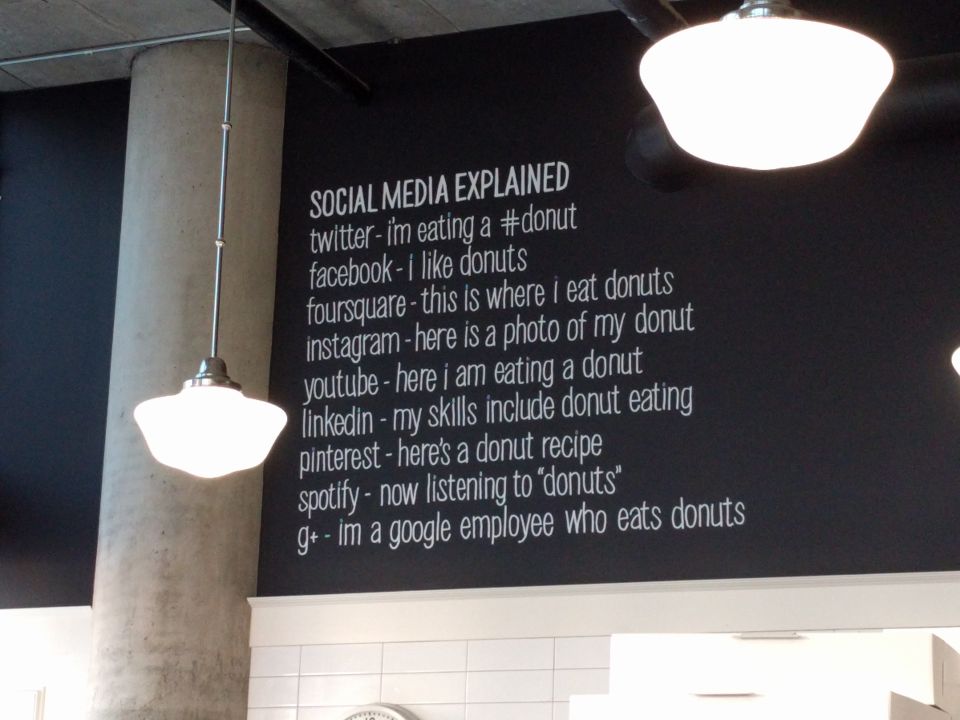 SOCIAL MEDIA EXPLAINED
twitter - i'm eating a #donut
facebook - i like donuts
foursquare - this is where i eat donuts
instagram - here is a photo of my donut
youtube - here i am eating a donut
linkedin - my skills include donut eating
pinterest - here's a donut recipe
spotify - now listening to "donuts"
g+ - im a google employee who eats donuts